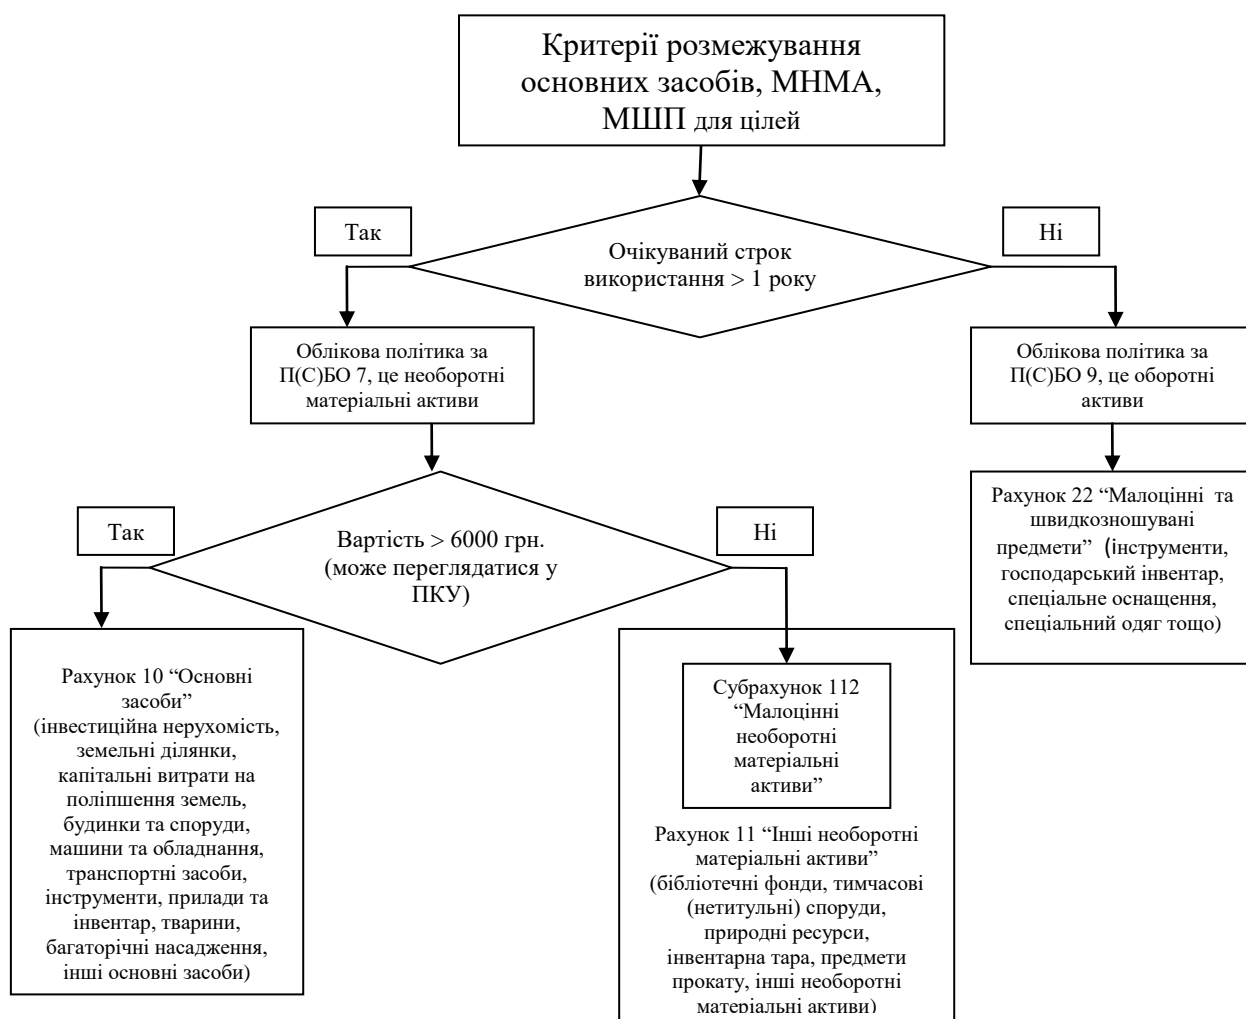 Критерії розмежування
основних засобів, МНМА,
МШП для цілей
Так
Ні
Очікуваний строк
використання > 1 року
Облікова політика за
П(С)БО 7, це необоротні
матеріальні активи
Облікова політика за
П(С)БО 9, це оборотні
активи
Так
Ні
Вартість > 6000 грн.
(може переглядатися у
ПКУ)
Рахунок 22 “Малоцінні та
швидкозношувані
предмети” (інструменти,
господарський інвентар,
спеціальне оснащення,
спеціальний одяг тощо)
Рахунок 10 “Основні
засоби”
(інвестиційна нерухомість,
земельні ділянки,
капітальні витрати на
поліпшення земель,
будинки та споруди,
машини та обладнання,
транспортні засоби,
інструменти, прилади та
інвентар, тварини,
багаторічні насадження,
інші основні засоби)
Субрахунок 112
“Малоцінні
необоротні
матеріальні
активи”
Рахунок 11 “Інші необоротні
матеріальні активи”
(бібліотечні фонди, тимчасові
(нетитульні) споруди,
природні ресурси,
інвентарна тара, предмети
прокату, інші необоротні
матеріальні активи)